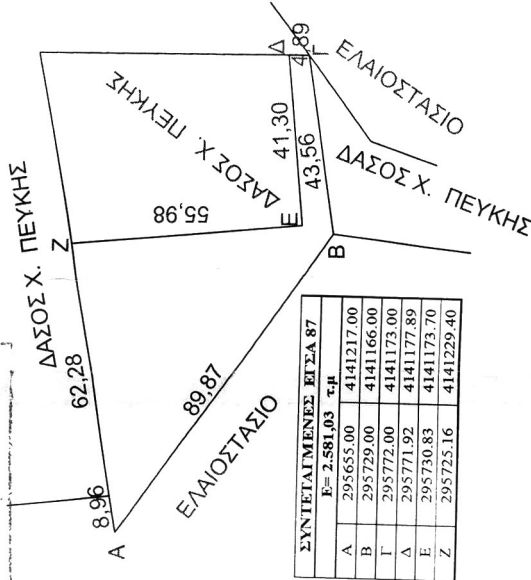 ΔΑΣΟΣ Χ. ΠΕΥΚΗΣ
8,96
62,28
Z
A
Δ
4,89
Γ
ΔΑΣΟΣ Χ. ΠΕΥΚΗΣ
55,98
41,30
E
43,56
B
89,87
ΕΛΑΙΟΣΤΑΣΙΟ
ΕΛΑΙΟΣΤΑΣΙΟ
ΔΑΣΟΣ Χ. ΠΕΥΚΗΣ
ΣΥΝΤΕΤΑΓΜΕΝΕΣ ΕΓΣΑ 87
E= 2.581,03 τ.μ
A 295655.00 4141217.00
B 295729.00 4141166.00
Γ 295772.00 4141173.00
Δ 295771.92 4141177.89
E 295730.83 4141173.70
Z 295725.16 4141229.40